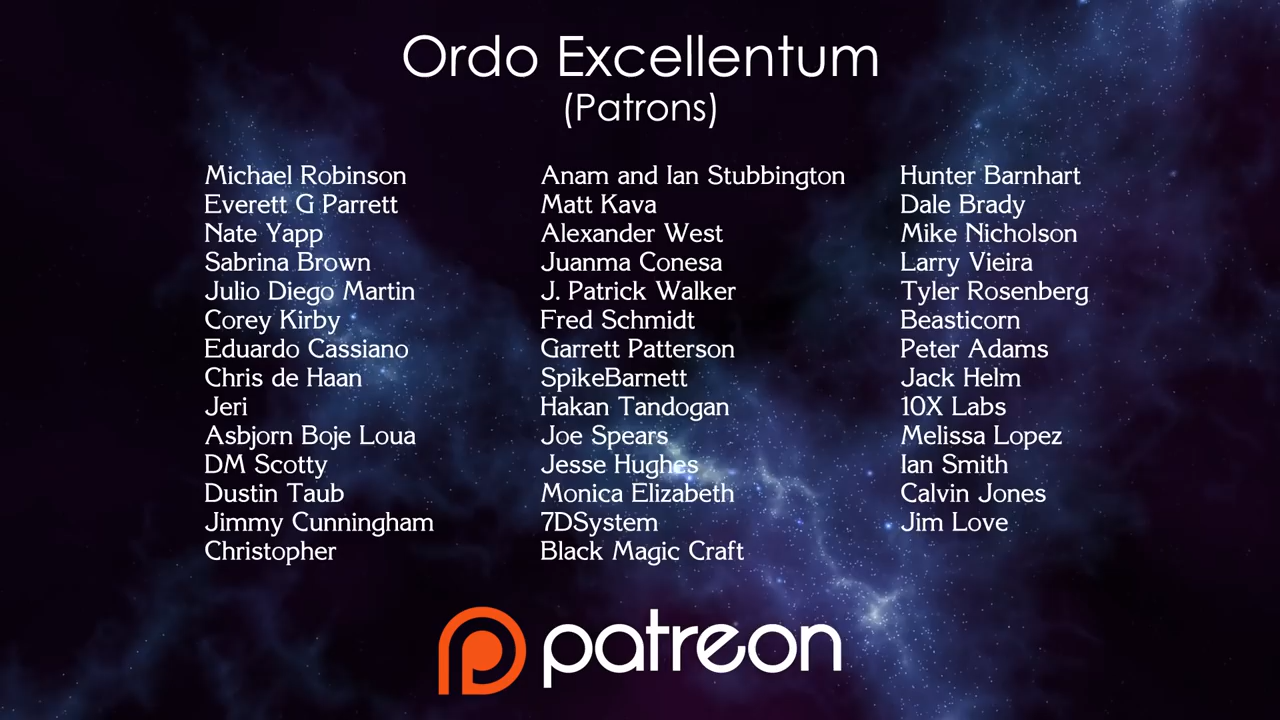 Ordo Excellentum
(Patrons)
Michael Robinson
Everett G Parrett
Nate Yapp
Sabrina Brown
Julio Diego Martin
Corey Kirby
Eduardo Cassiano
Chris de Haan
Jeri
Asbjorn Boje Loua
DM Scotty
Dustin Taub
Jimmy Cunningham
Christopher
Anam and Ian Stubbington
Matt Kava
Alexander West
Juanma Conesa
J. Patrick Walker
Fred Schmidt
Garrett Patterson
SpikeBarnett
Hakan Tandogan
Joe Spears
Jesse Hughes
Monica Elizabeth
7DSystem
Black Magic Craft
Hunter Barnhart
Dale Brady
Mike Nicholson
Larry Vieira
Tyler Rosenberg
Beasticorn
Peter Adams
Jack Helm
10X Labs
Melissa Lopez
Ian Smith
Calvin Jones
Jim Love
patreon